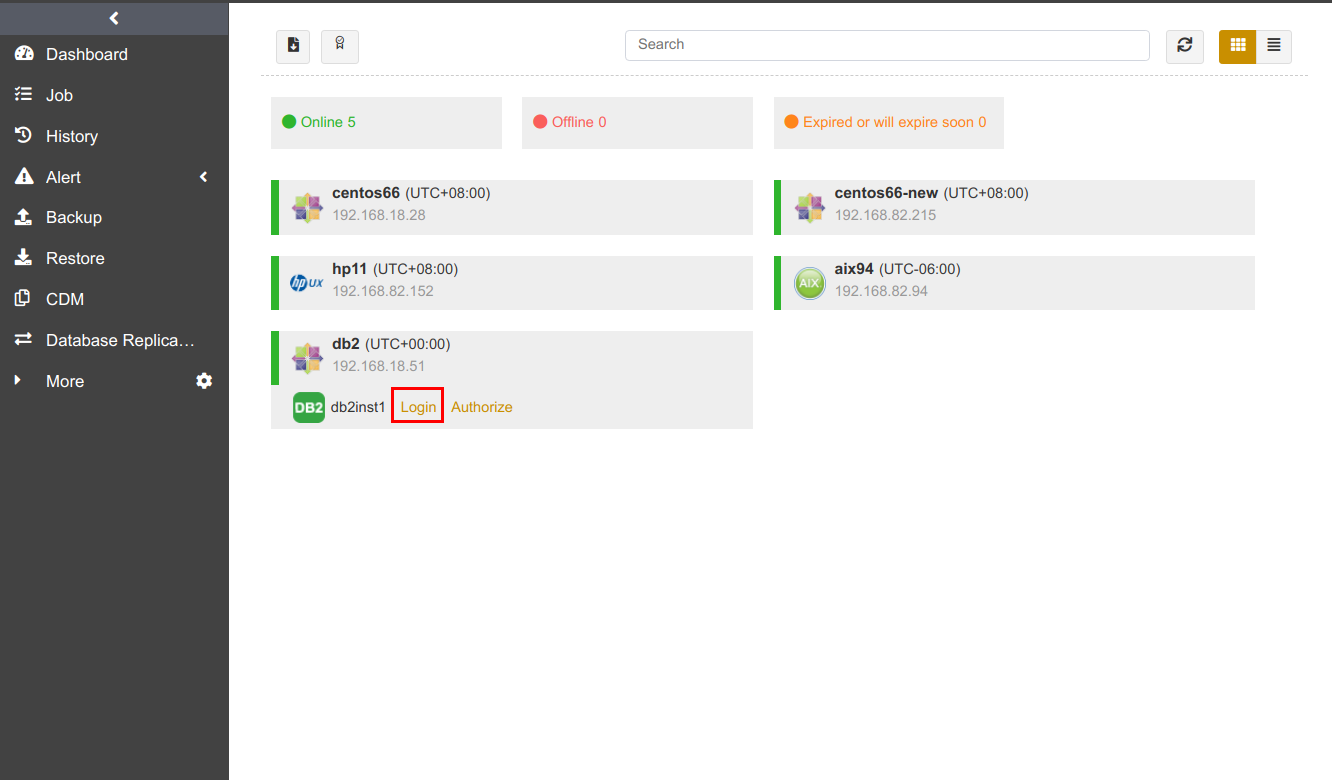 Dashboard
Job
History
Alert
Backup
Restore
CDM
Database Replica…
More
Search
Online 5
Offline 0
Expired or will expire soon 0
centos66 (UTC+08:00)
192.168.18.28
centos66-new (UTC+08:00)
192.168.82.215
hp UX
hp11 (UTC+08:00)
192.168.82.152
AIX
aix94 (UTC-06:00)
192.168.82.94
db2 (UTC+00:00)
192.168.18.51
DB2 db2inst1 Login Authorize